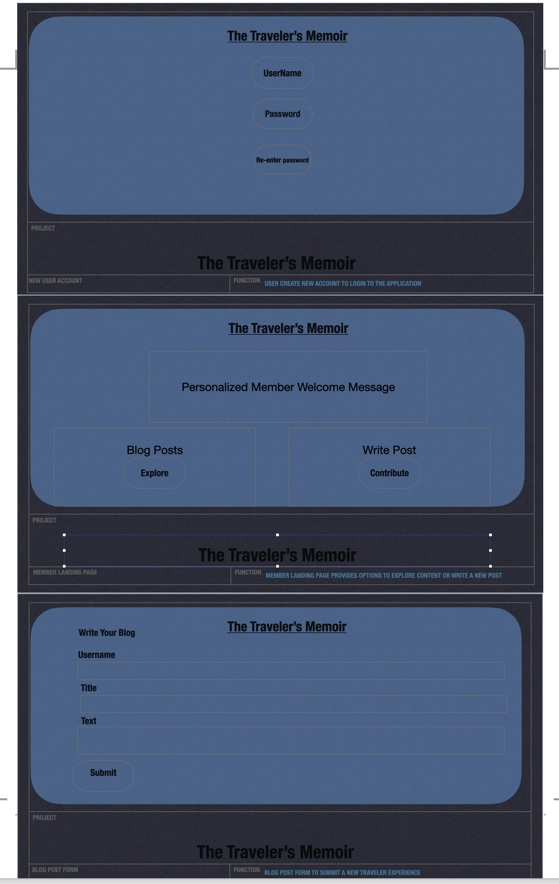 The Traveler's Memoir
UserName
Password
Re-enter password
PROJECT
The Traveler's Memoir
NEW USER ACCOUNT
FUNCTION USER CREATE NEW ACCOUNT TO LOGIN TO THE APPLICATION
The Traveler's Memoir
Personalized Member Welcome Message
Blog Posts
Explore
Write Post
Contribute
PROJECT
The Traveler's Memoir
MEMBER LANDING PAGE
FUNCTION MEMBER LANDING PAGE PROVIDES OPTIONS TO EXPLORE CONTENT OR WRITE A NEW POST
The Traveler's Memoir
Write Your Blog
Username
Title
Text
Submit
PROJECT
The Traveler's Memoir
BLOG POST FORM
FUNCTION BLOG POST FORM TO SUBMIT A NEW TRAVELER EXPERIENCE